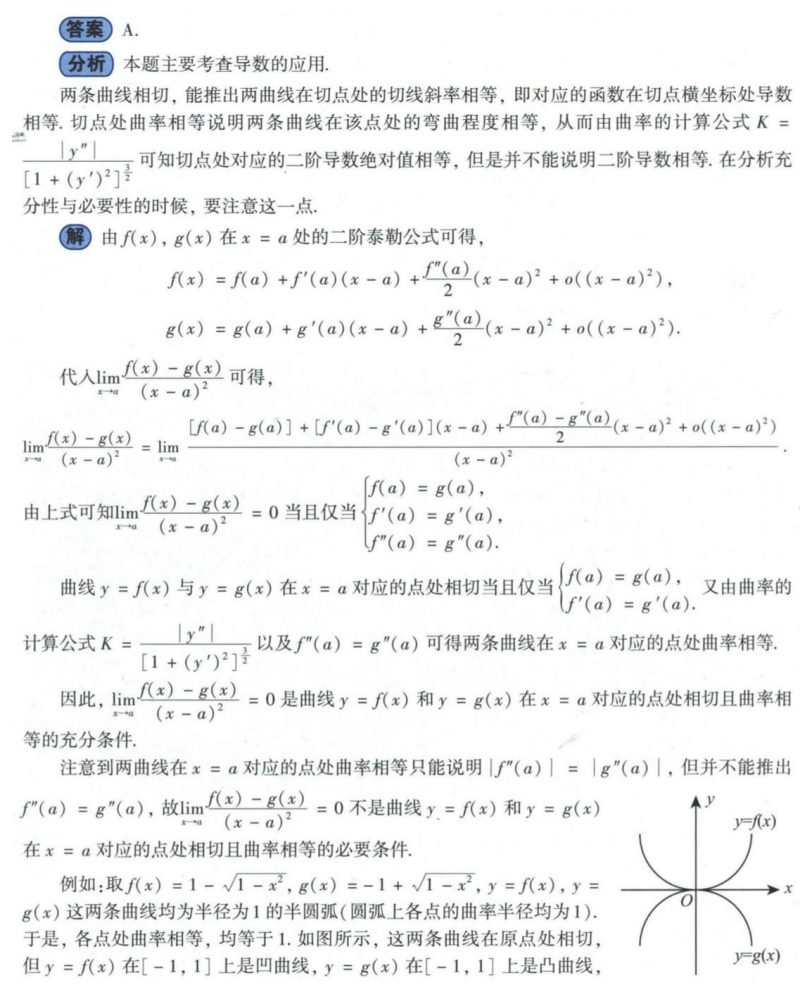 答案 A.
分析 本题主要考查导数的应用.
两条曲线相切, 能推出两曲线在切点处的切线斜率相等, 即对应的函数在切点横坐标处导数
相等. 切点处曲率相等说明两条曲线在该点处的弯曲程度相等, 从而由曲率的计算公式 K =
|y″| / [1 + (y′)²]^(3/2) 可知切点处对应的二阶导数绝对值相等, 但是并不能说明二阶导数相等. 在分析充
分性与必要性的时候, 要注意这一点.
解 由 f(x), g(x) 在 x = a 处的二阶泰勒公式可得,
f(x) = f(a) + f′(a)(x − a) + f″(a)/2 (x − a)² + o((x − a)²),
g(x) = g(a) + g′(a)(x − a) + g″(a)/2 (x − a)² + o((x − a)²).
代入 lim_(x→a) (f(x) − g(x))/(x − a)² 可得,
lim_(x→a) (f(x) − g(x))/(x − a)² = lim_(x→a) ([f(a) − g(a)] + [f′(a) − g′(a)](x − a) + (f″(a) − g″(a))/2 (x − a)² + o((x − a)²))/(x − a)² .
由上式可知 lim_(x→a) (f(x) − g(x))/(x − a)² = 0 当且仅当 { f(a) = g(a), f′(a) = g′(a), f″(a) = g″(a).
曲线 y = f(x) 与 y = g(x) 在 x = a 对应的点处相切当且仅当 { f(a) = g(a), f′(a) = g′(a). 又由曲率的
计算公式 K = |y″| / [1 + (y′)²]^(3/2) 以及 f″(a) = g″(a) 可得两条曲线在 x = a 对应的点处曲率相等.
因此, lim_(x→a) (f(x) − g(x))/(x − a)² = 0 是曲线 y = f(x) 和 y = g(x) 在 x = a 对应的点处相切且曲率相
等的充分条件.
注意到两曲线在 x = a 对应的点处曲率相等只能说明 |f″(a)| = |g″(a)|, 但并不能推出
f″(a) = g″(a), 故 lim_(x→a) (f(x) − g(x))/(x − a)² = 0 不是曲线 y = f(x) 和 y = g(x)
在 x = a 对应的点处相切且曲率相等的必要条件.
例如:取 f(x) = 1 − √(1 − x²), g(x) = −1 + √(1 − x²), y = f(x), y =
g(x) 这两条曲线均为半径为 1 的半圆弧(圆弧上各点的曲率半径均为 1).
于是, 各点处曲率相等, 均等于 1. 如图所示, 这两条曲线在原点处相切,
但 y = f(x) 在[−1, 1] 上是凹曲线, y = g(x) 在[−1, 1] 上是凸曲线,
y
y=f(x)
O
x
y=g(x)